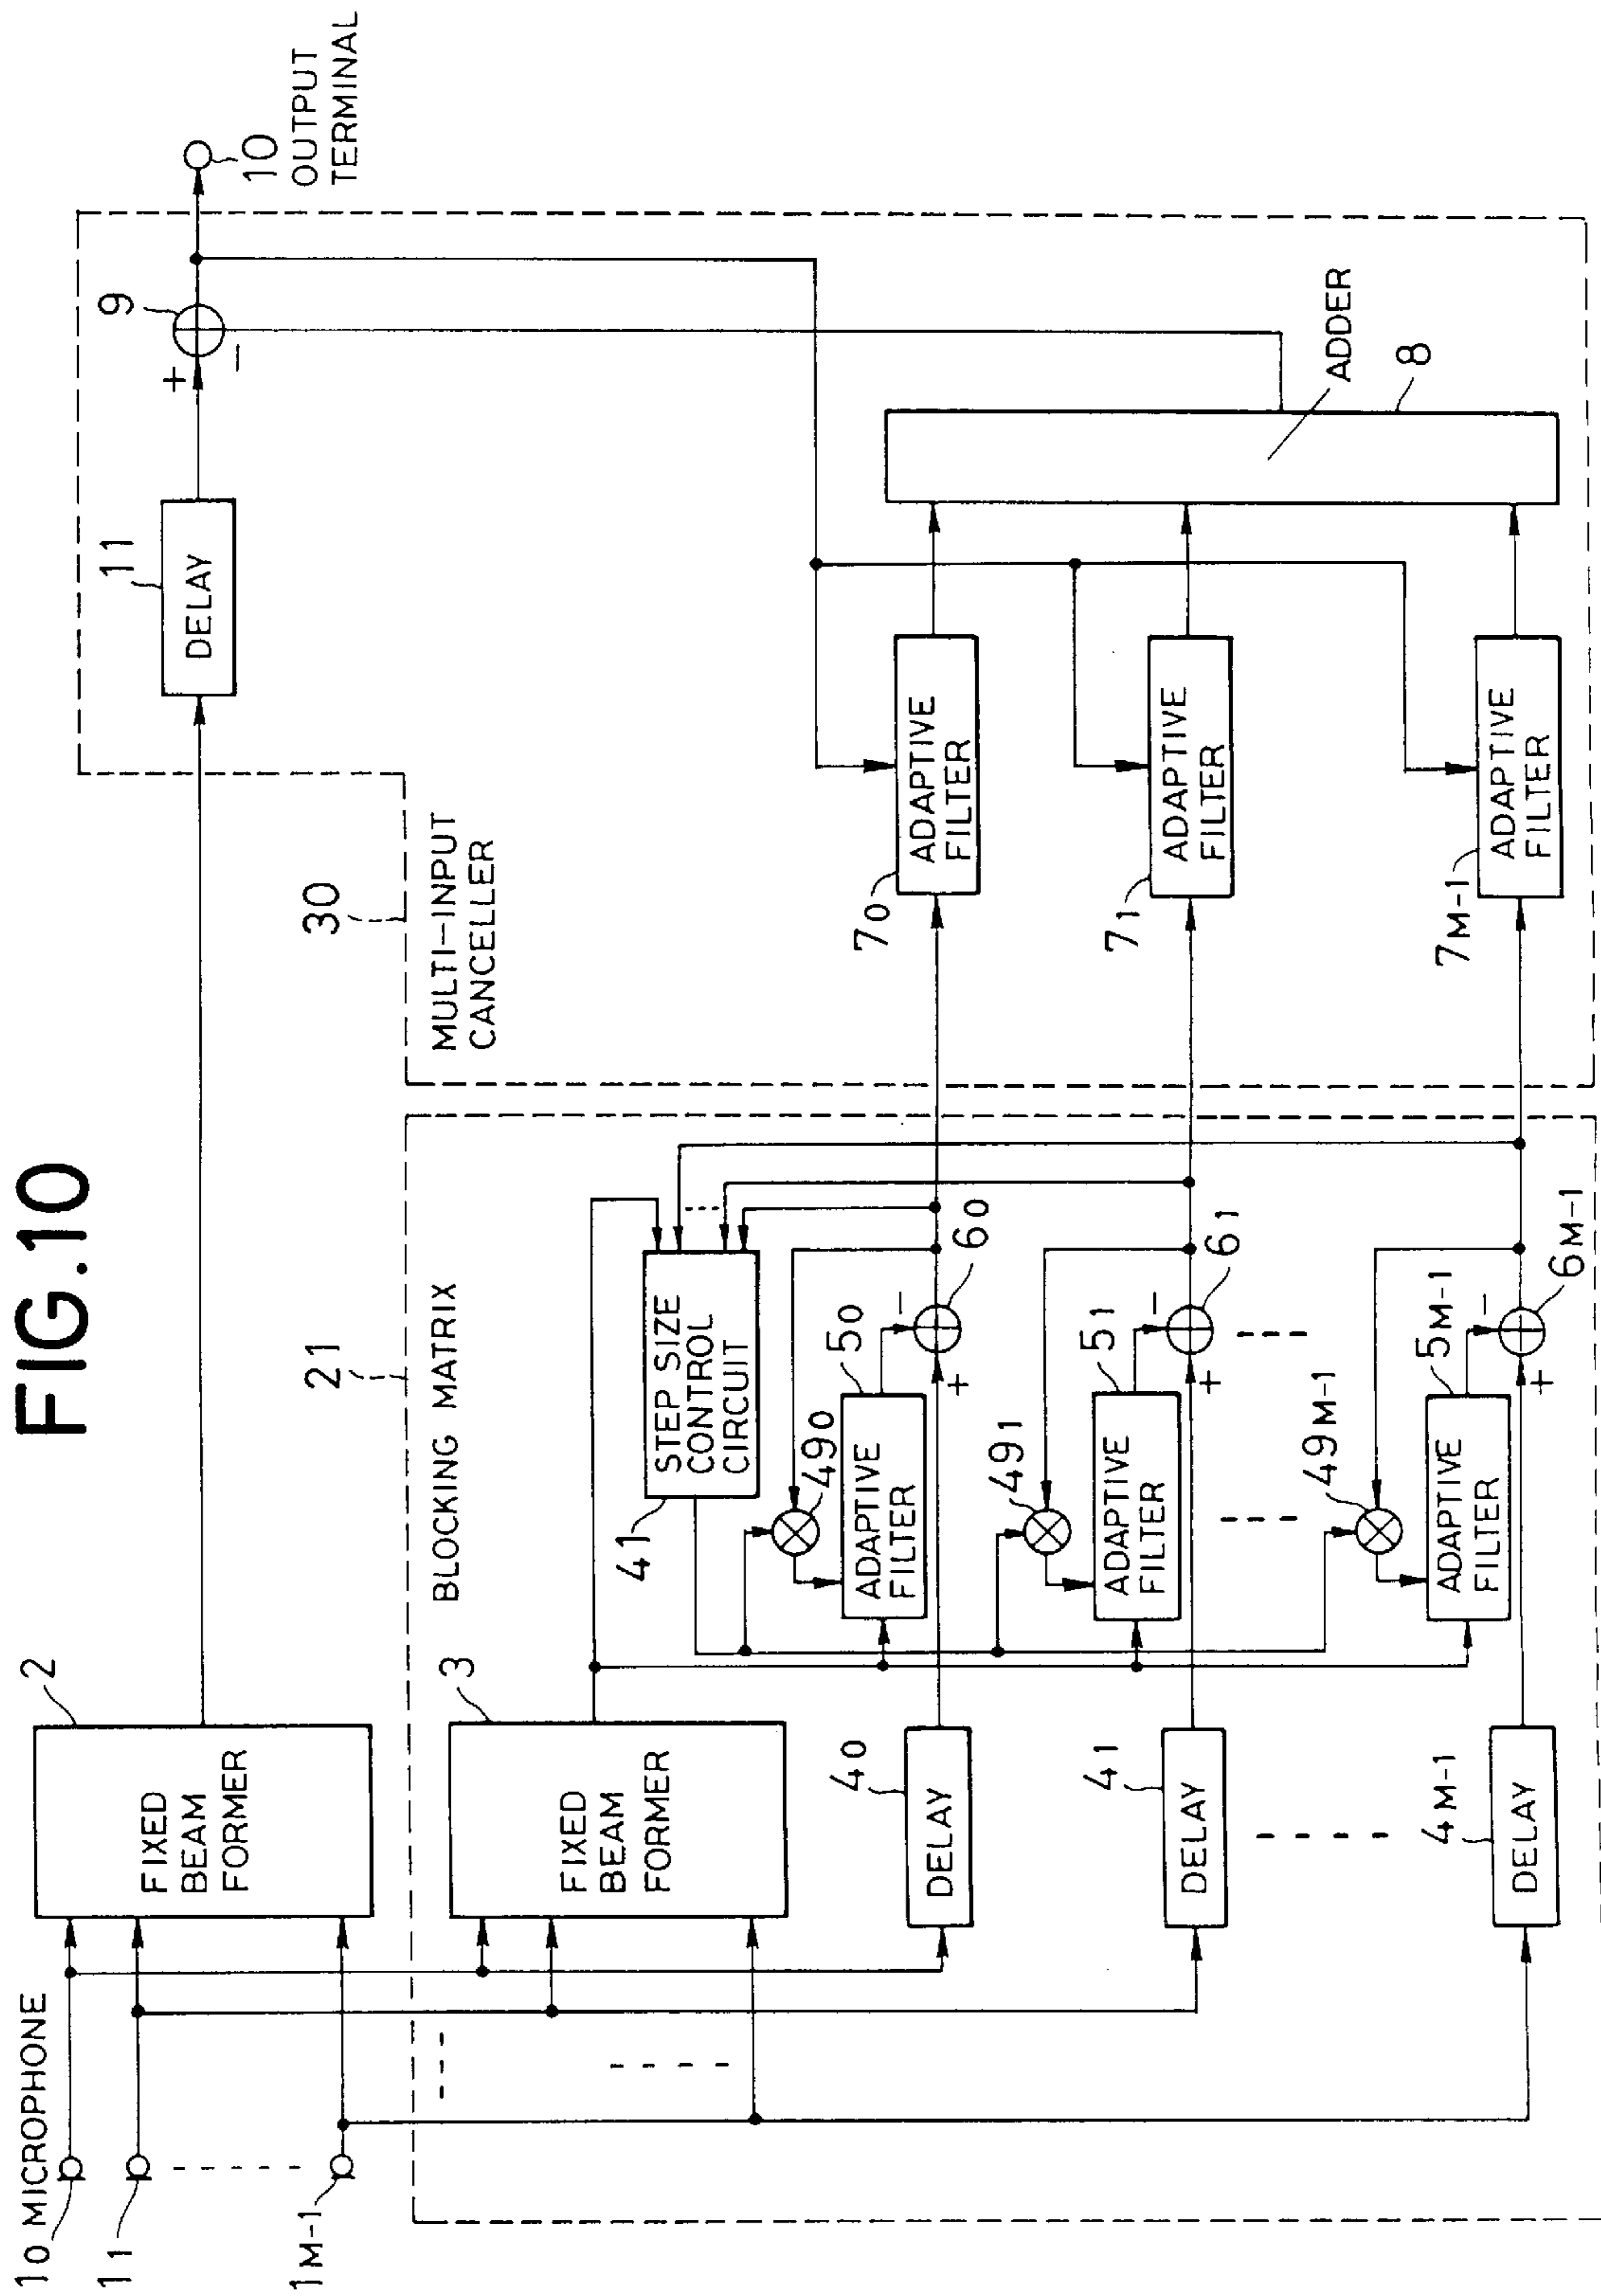 FIG.10
1₀ MICROPHONE
1₁
1M-1
2
FIXED
BEAM
FORMER
11
DELAY
+
−
9
10
OUTPUT
TERMINAL
21
BLOCKING MATRIX
30
MULTI-INPUT
CANCELLER
3
FIXED
BEAM
FORMER
41
STEP SIZE
CONTROL
CIRCUIT
4₀
DELAY
49₀
ADAPTIVE
FILTER
5₀
−
+
6₀
7₀
ADAPTIVE
FILTER
4₁
DELAY
49₁
ADAPTIVE
FILTER
5₁
−
+
6₁
7₁
ADAPTIVE
FILTER
4M-1
DELAY
49M-1
ADAPTIVE
FILTER
5M-1
−
+
6M-1
7M-1
ADAPTIVE
FILTER
ADDER
8